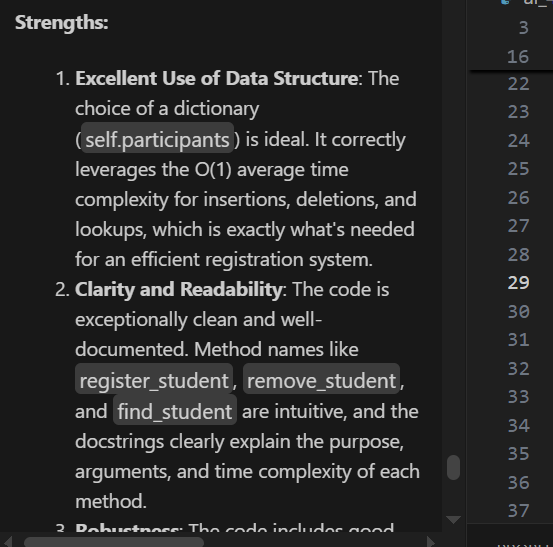 Strengths:
1. Excellent Use of Data Structure: The
choice of a dictionary
(self.participants) is ideal. It correctly
leverages the O(1) average time
complexity for insertions, deletions, and
lookups, which is exactly what's needed
for an efficient registration system.
2. Clarity and Readability: The code is
exceptionally clean and well-
documented. Method names like
register_student, remove_student,
and find_student are intuitive, and the
docstrings clearly explain the purpose,
arguments, and time complexity of each
method.
3. Robustness: The code includes good
3
16
22
23
24
25
26
27
28
29
30
31
32
33
34
35
36
37